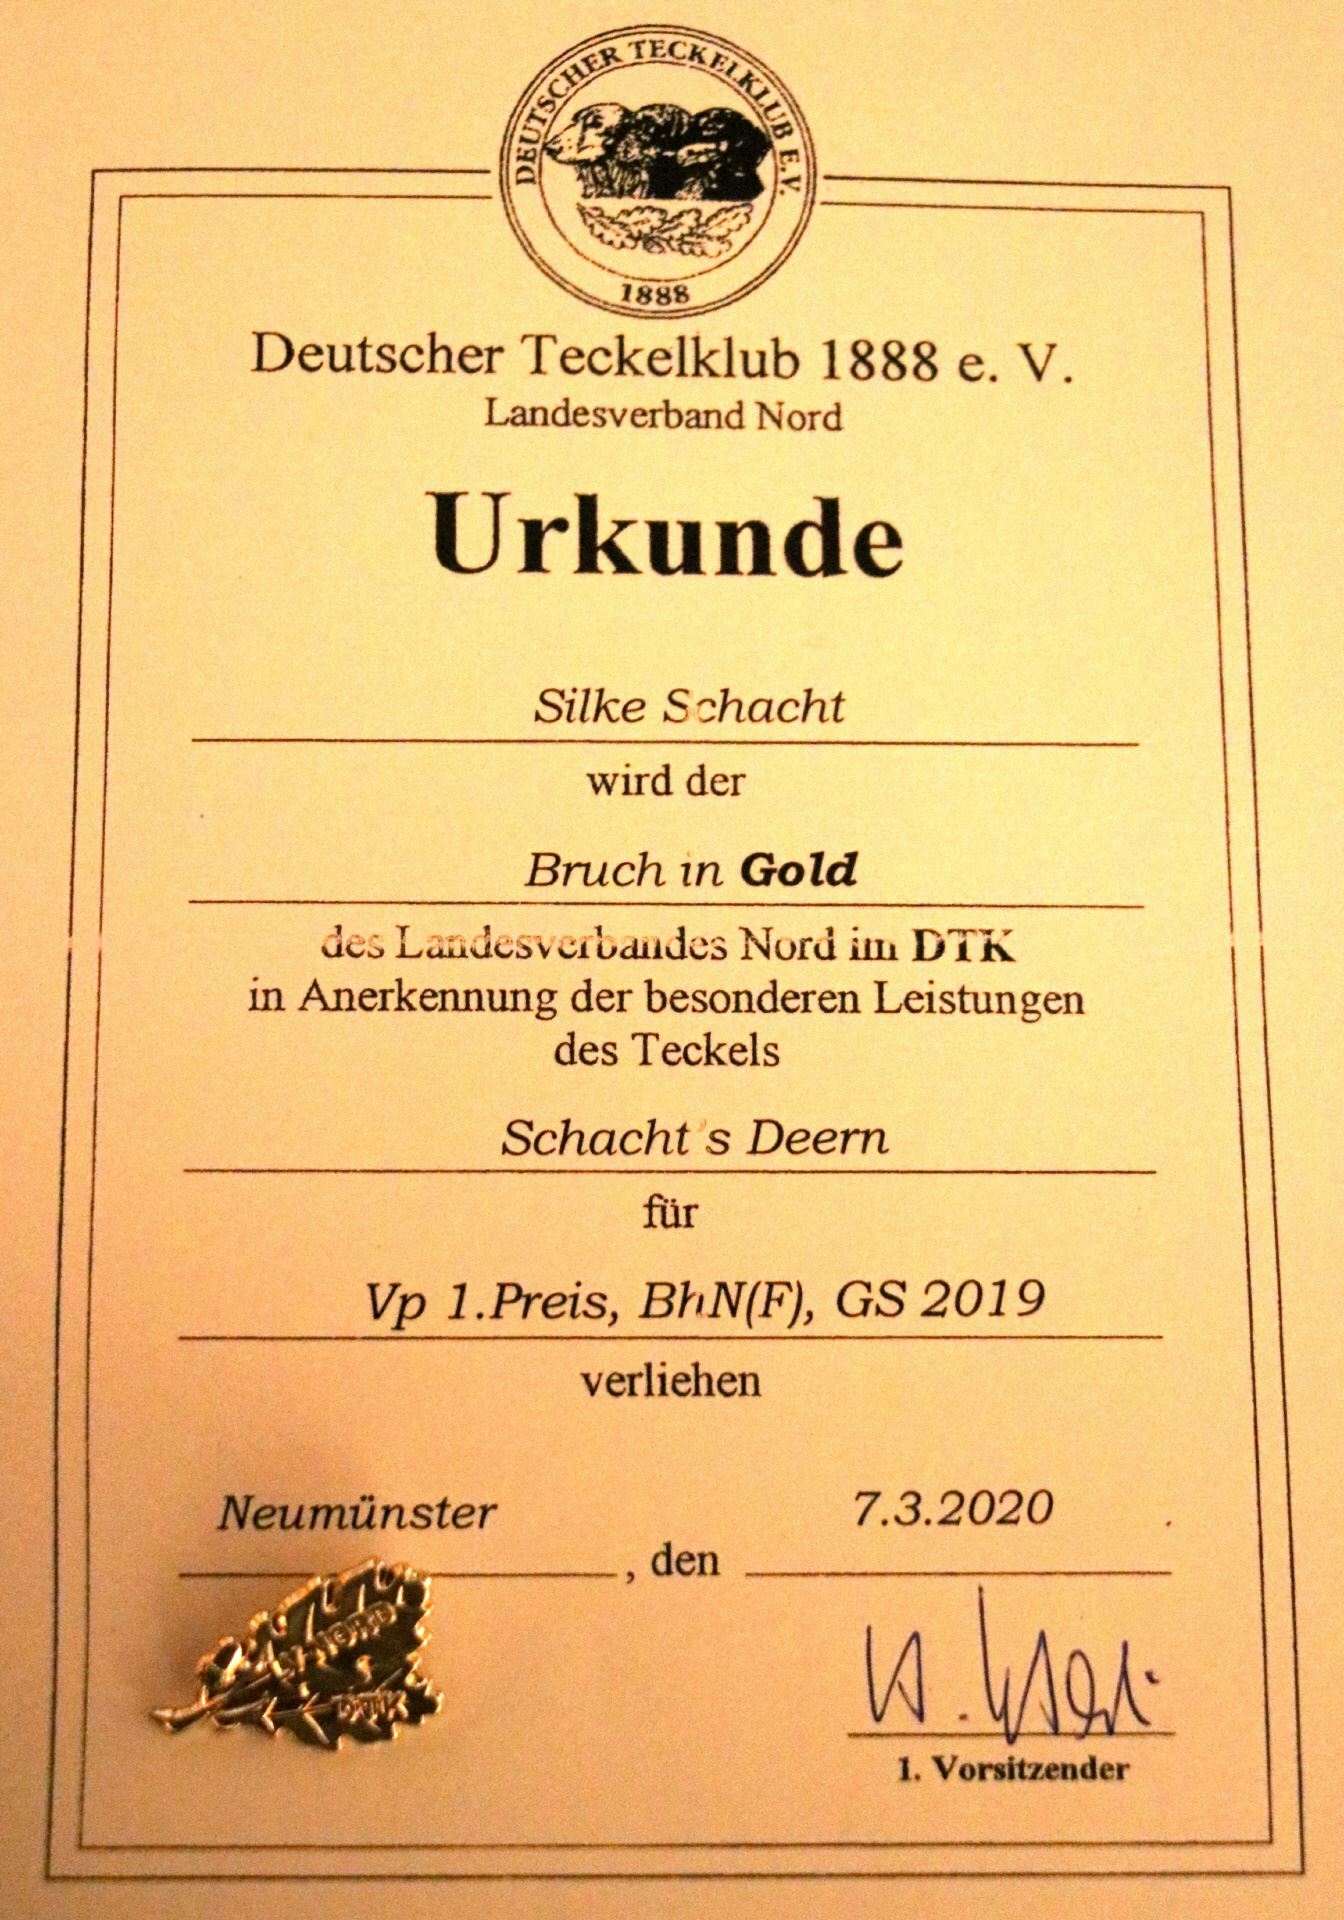 DEUTSCHER TECKELKLUB E.V.
1888
Deutscher Teckelklub 1888 e. V.
Landesverband Nord
Urkunde
Silke Schacht
wird der
Bruch in Gold
des Landesverbandes Nord im DTK
in Anerkennung der besonderen Leistungen
des Teckels
Schacht´s Deern
für
Vp 1.Preis, BhN(F), GS 2019
verliehen
Neumünster
7.3.2020
, den
NORD
DTK
1. Vorsitzender